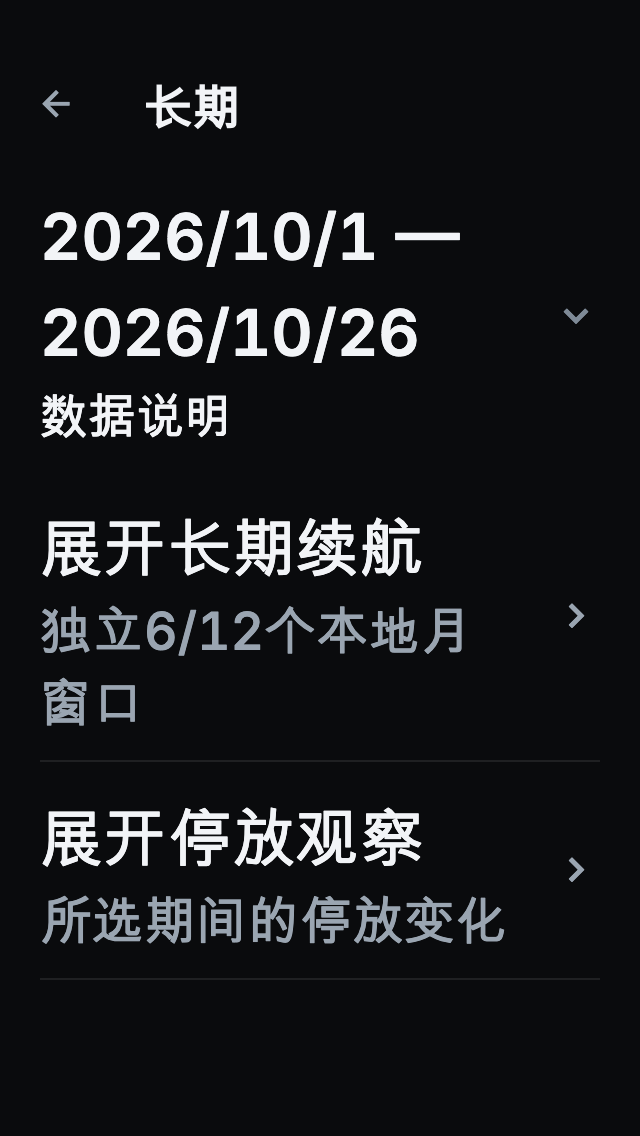 长期
2026/10/1 —
2026/10/26
数据说明
展开长期续航
独立6/12个本地月
窗口
展开停放观察
所选期间的停放变化